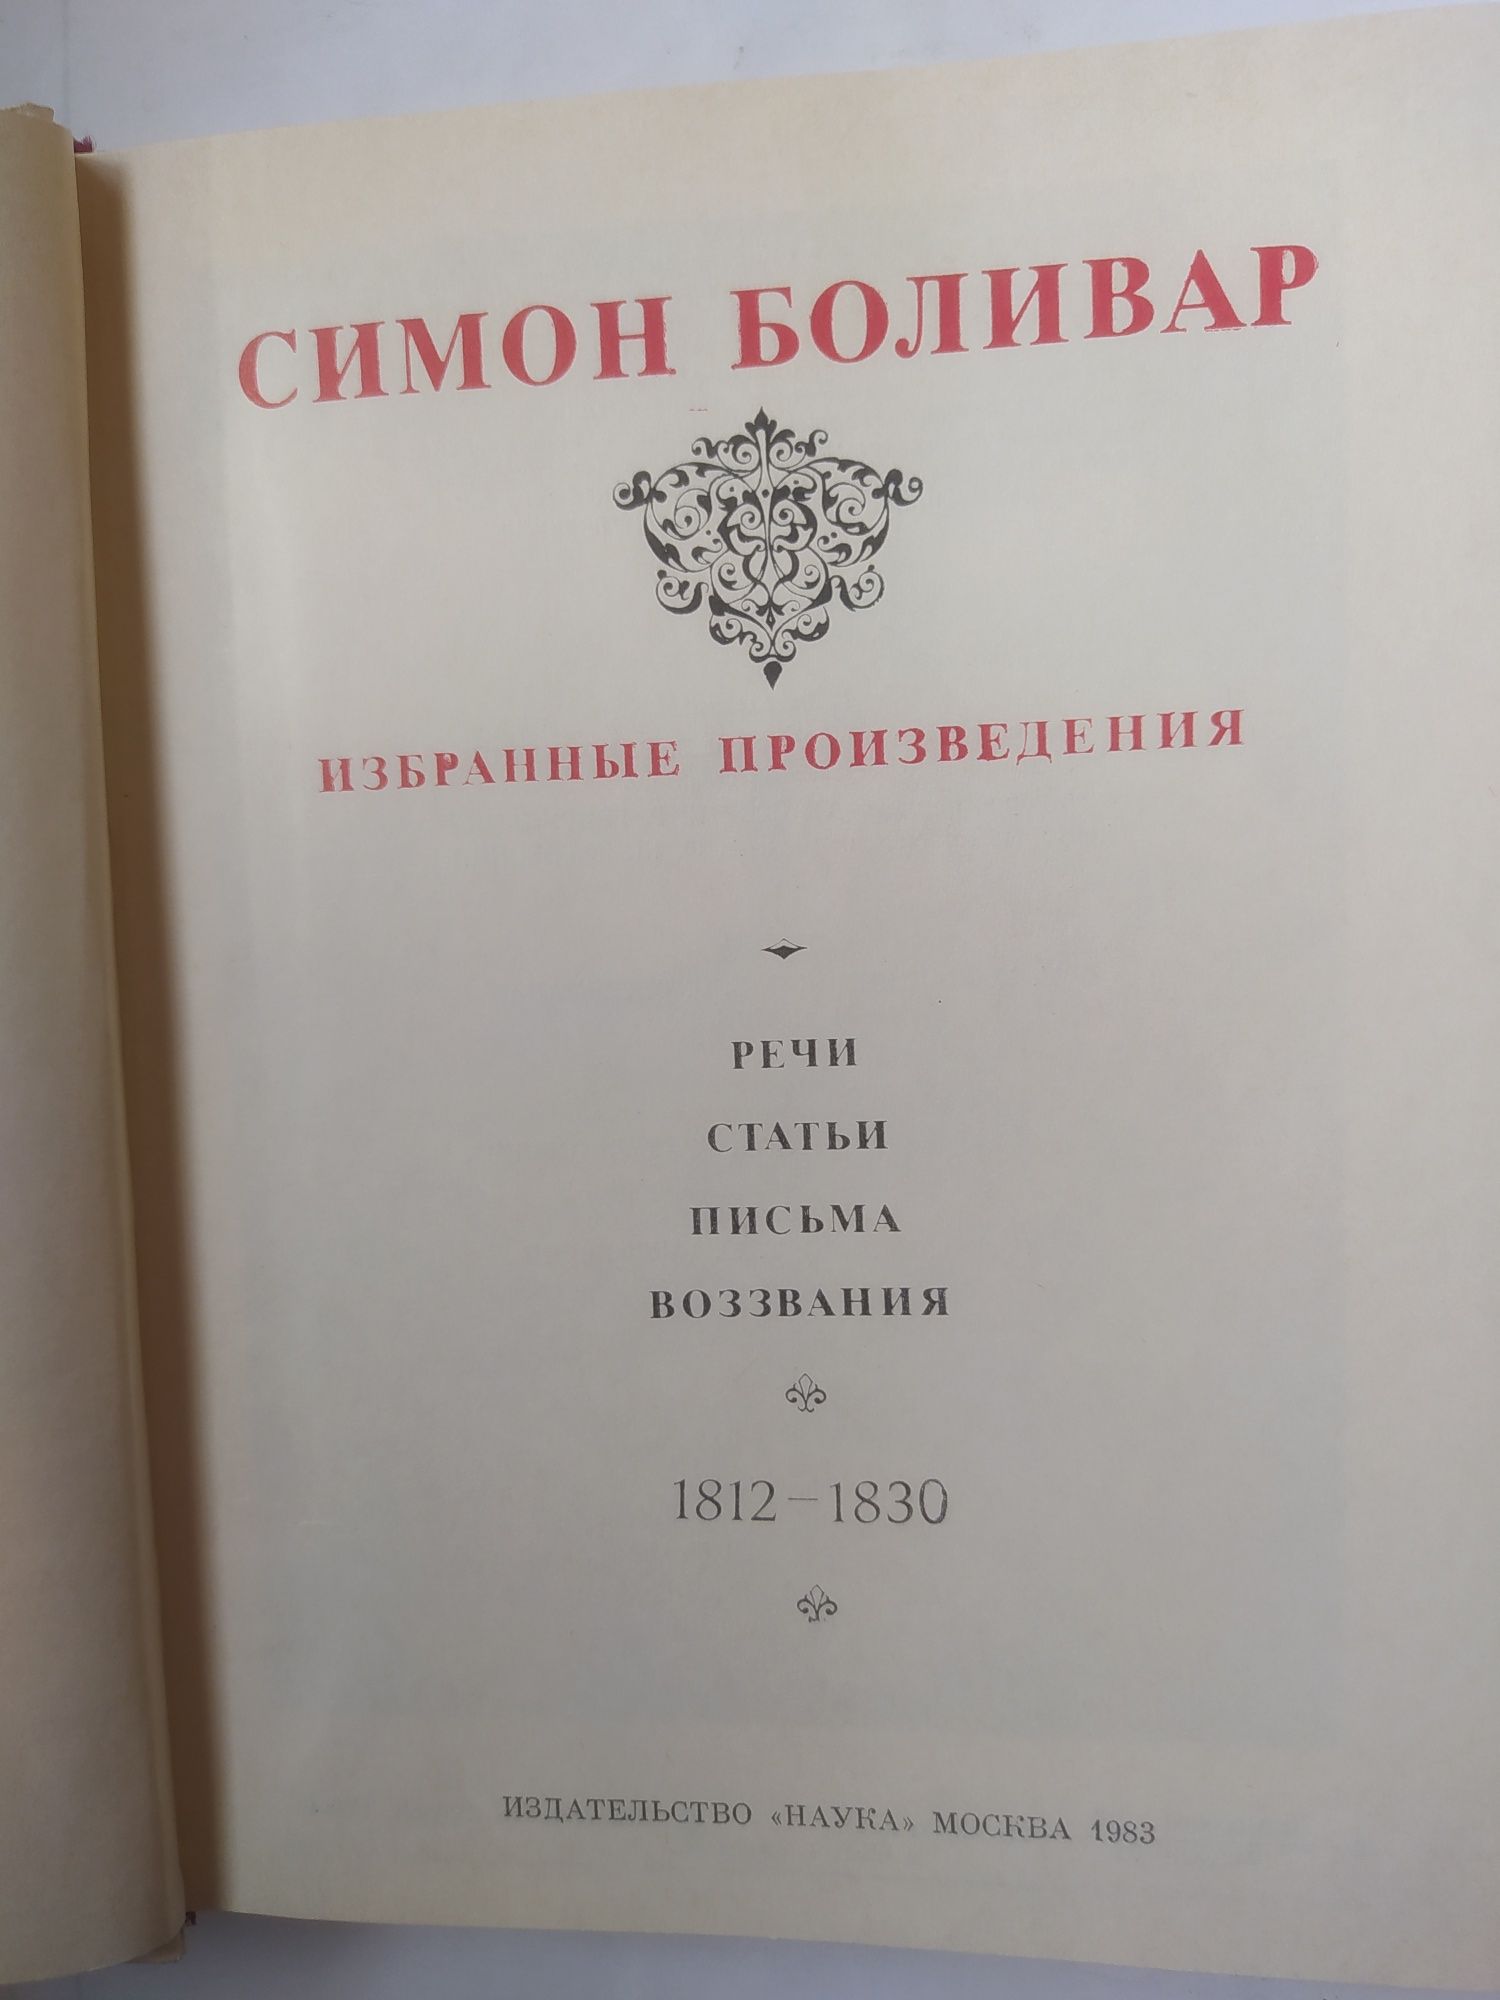 СИМОН БОЛИВАР
ИЗБРАННЫЕ ПРОИЗВЕДЕНИЯ
РЕЧИ
СТАТЬИ
ПИСЬМА
ВОЗЗВАНИЯ
1812—1830
ИЗДАТЕЛЬСТВО «НАУКА» МОСКВА 1983